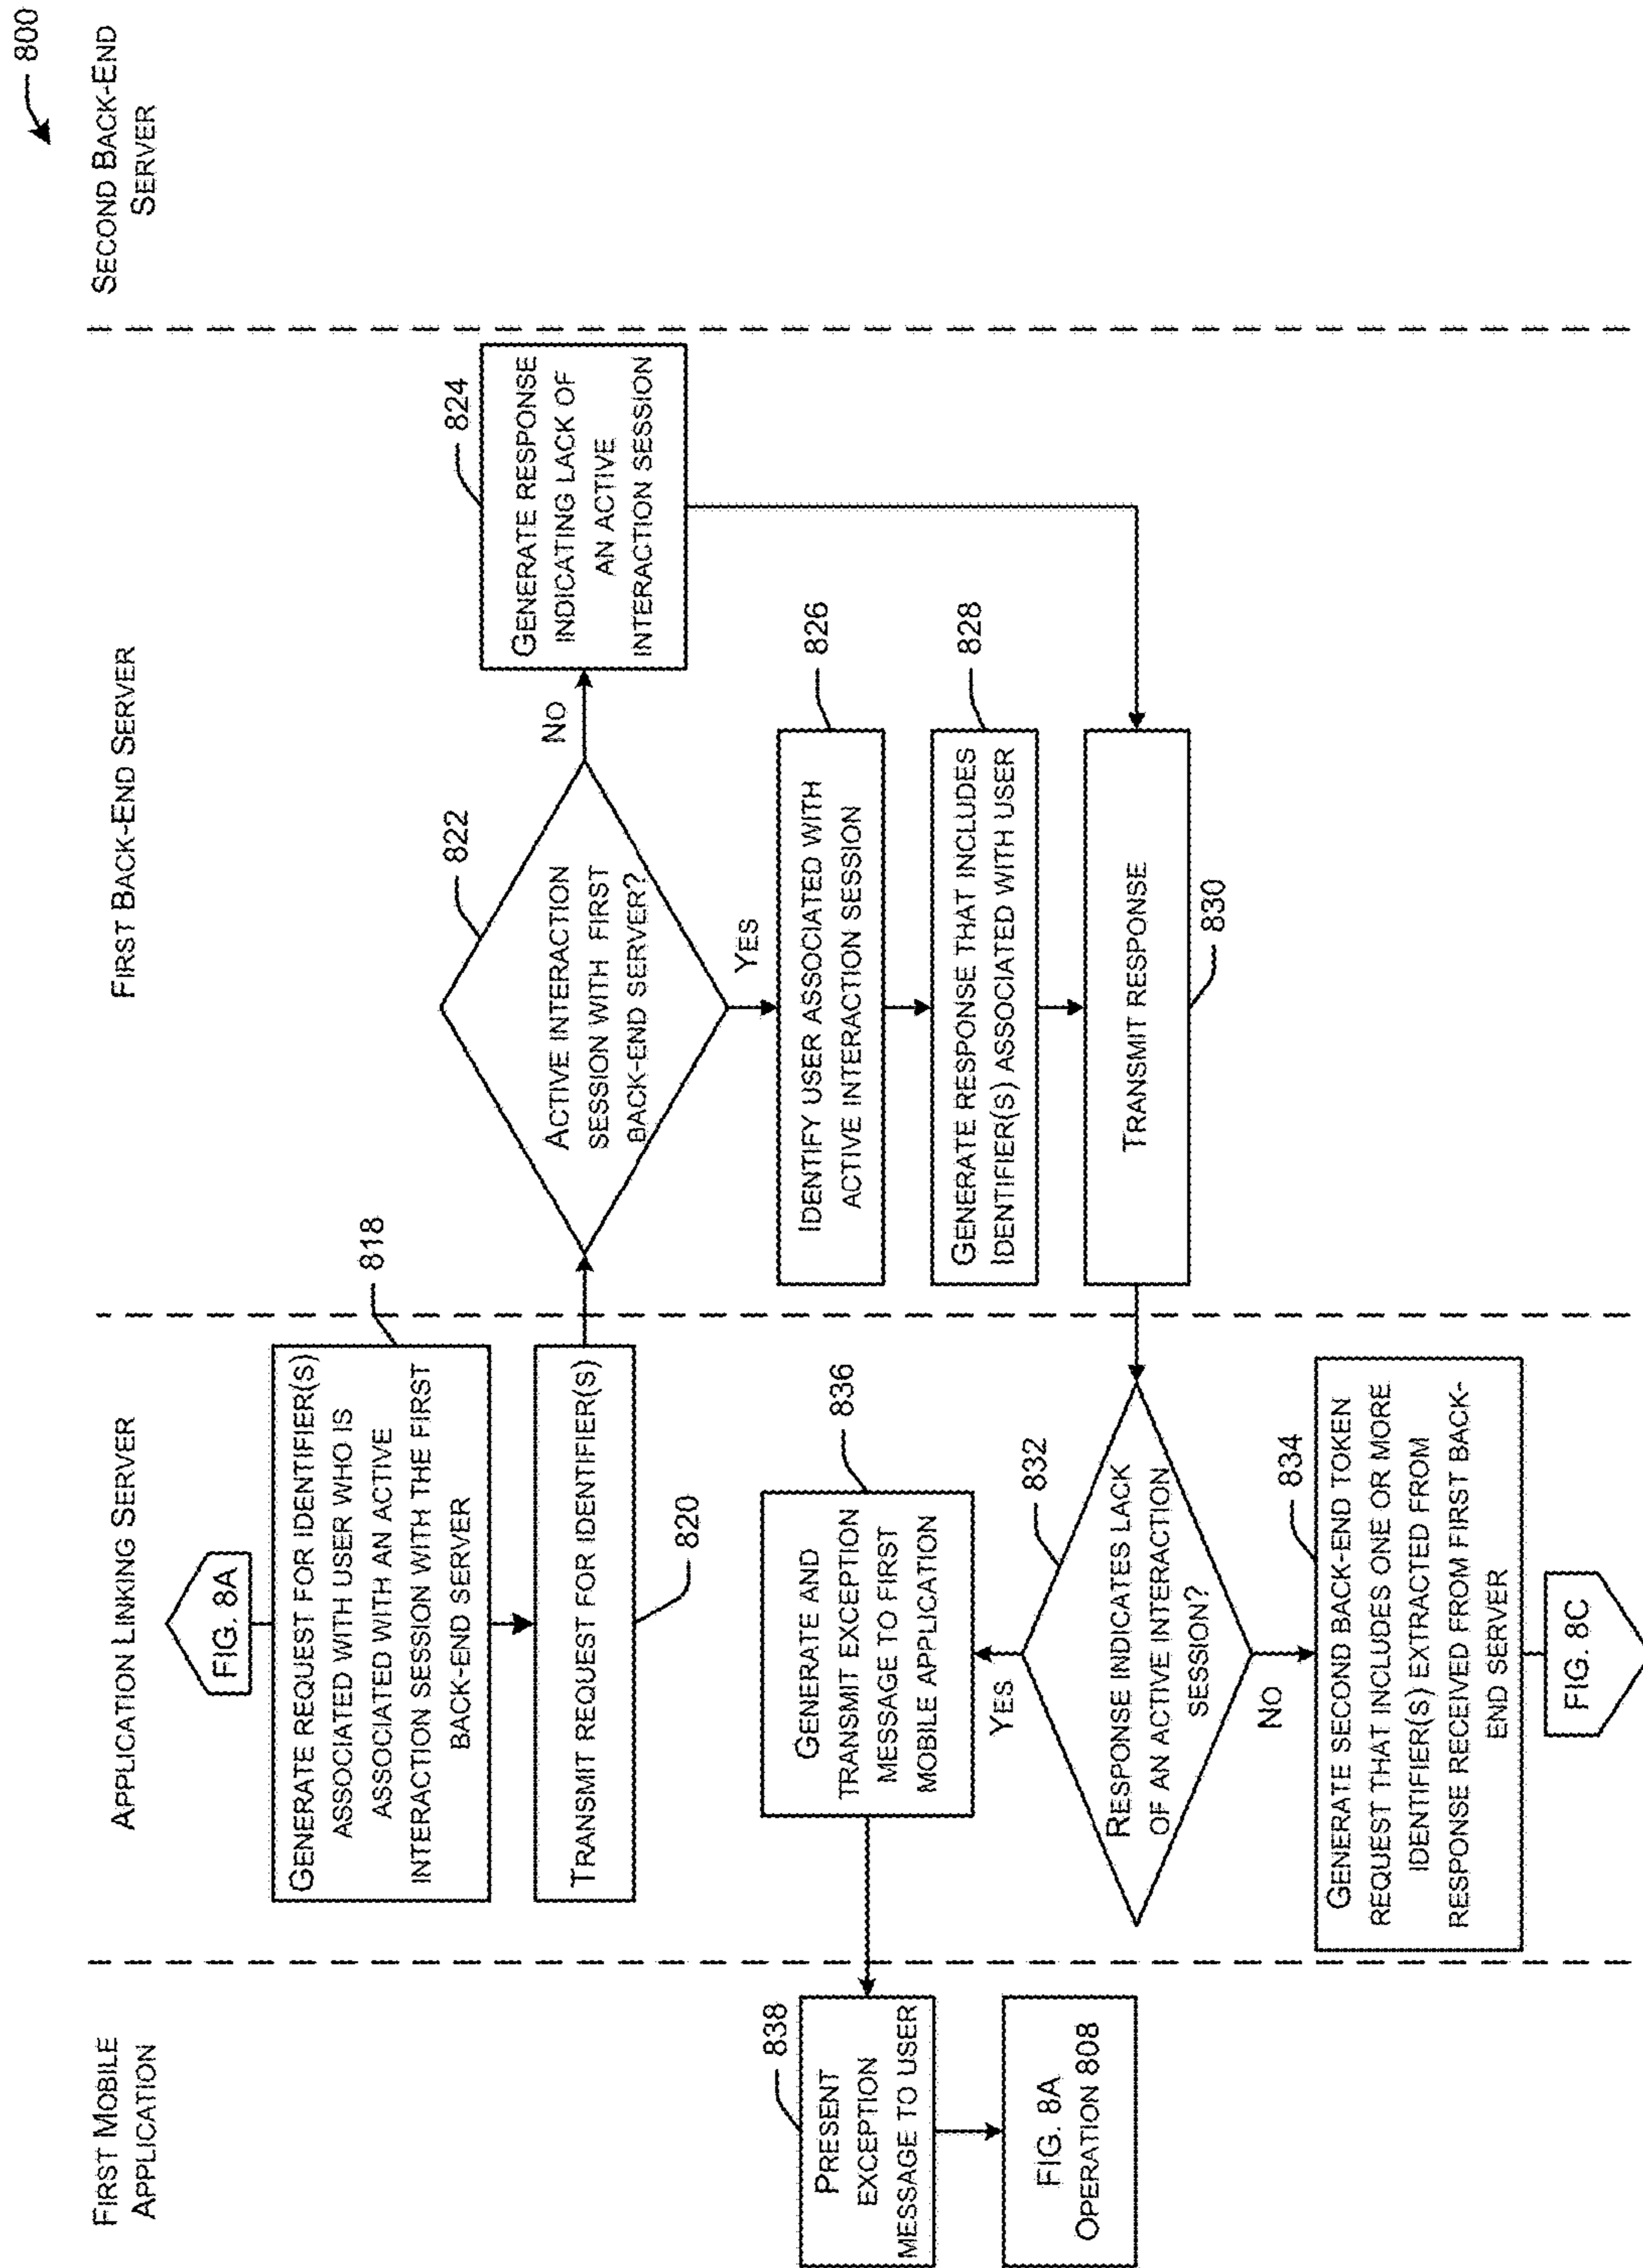 800
FIRST MOBILE
APPLICATION
APPLICATION LINKING SERVER
FIRST BACK-END SERVER
SECOND BACK-END
SERVER
FIG. 8A
GENERATE REQUEST FOR IDENTIFIER(S)
ASSOCIATED WITH USER WHO IS
ASSOCIATED WITH AN ACTIVE
INTERACTION SESSION WITH THE FIRST
BACK-END SERVER
818
TRANSMIT REQUEST FOR IDENTIFIER(S)
820
ACTIVE INTERACTION
SESSION WITH FIRST
BACK-END SERVER?
822
NO
YES
GENERATE RESPONSE
INDICATING LACK OF
AN ACTIVE
INTERACTION SESSION
824
IDENTIFY USER ASSOCIATED WITH
ACTIVE INTERACTION SESSION
826
GENERATE RESPONSE THAT INCLUDES
IDENTIFIER(S) ASSOCIATED WITH USER
828
TRANSMIT RESPONSE
830
RESPONSE INDICATES LACK
OF AN ACTIVE INTERACTION
SESSION?
832
YES
NO
GENERATE AND
TRANSMIT EXCEPTION
MESSAGE TO FIRST
MOBILE APPLICATION
836
PRESENT
EXCEPTION
MESSAGE TO USER
838
FIG. 8A
OPERATION 808
GENERATE SECOND BACK-END TOKEN
REQUEST THAT INCLUDES ONE OR MORE
IDENTIFIER(S) EXTRACTED FROM
RESPONSE RECEIVED FROM FIRST BACK-
END SERVER
834
FIG. 8C